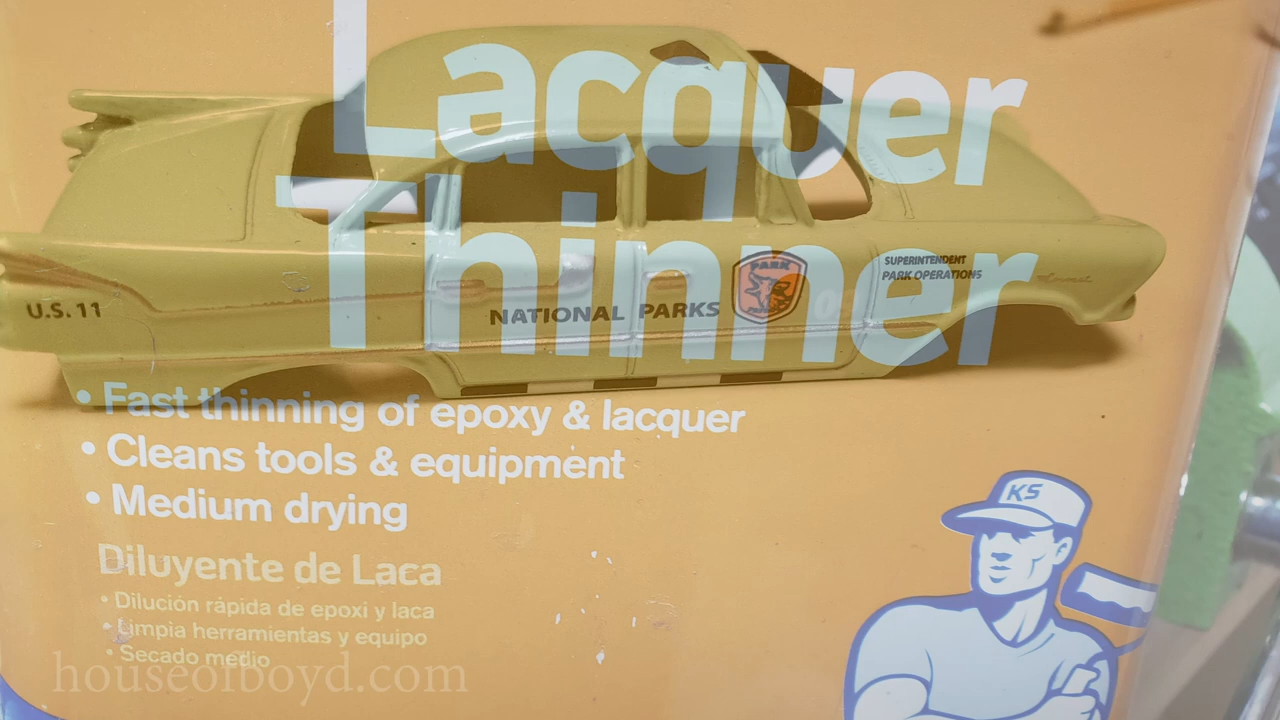 Lacquer
Thinner
SUPERINTENDENT
PARK OPERATIONS
PARK
U.S. 11
NATIONAL PARKS
• Fast thinning of epoxy & lacquer
• Cleans tools & equipment
• Medium drying
KS
Diluyente de Laca
• Dilución rápida de epoxi y laca
• Limpia herramientas y equipo
• Secado medio
houseofboyd.com